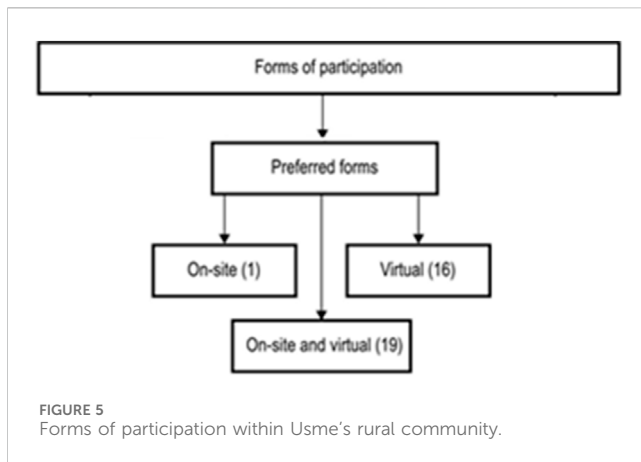 Forms of participation
Preferred forms
On-site (1)
Virtual (16)
On-site and virtual (19)
FIGURE 5
Forms of participation within Usme's rural community.